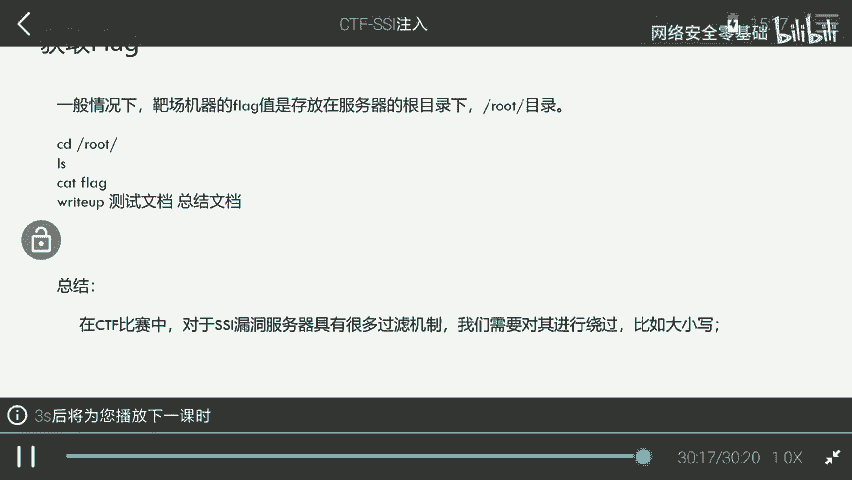 CTF-SSI注入
15:17
网络安全零基础 bilibili
获取Flag
一般情况下，靶场机器的flag值是存放在服务器的根目录下，/root/目录。
cd /root/
ls
cat flag
writeup 测试文档 总结文档
总结：
在CTF比赛中，对于SSI漏洞服务器具有很多过滤机制，我们需要对其进行绕过，比如大小写；
3s后将为您播放下一课时
30:17/30:20 1.0X